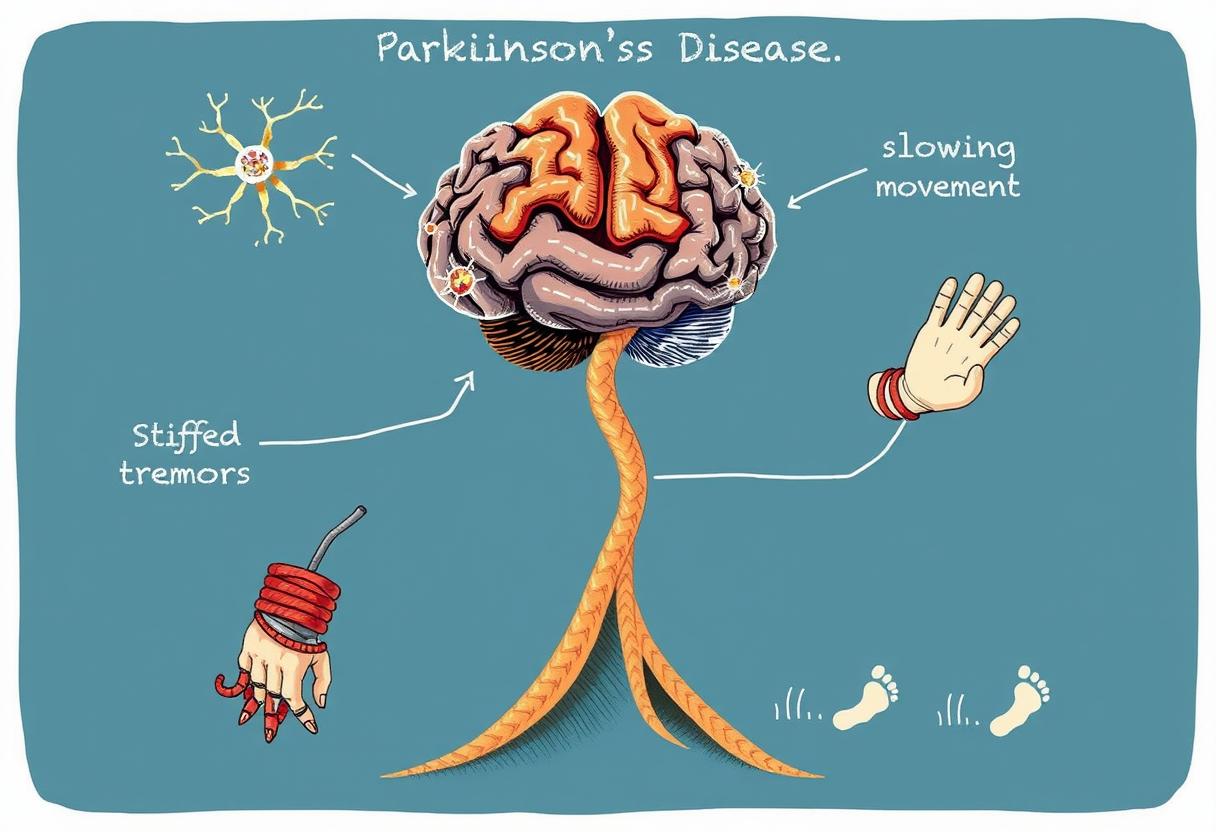 Parkiinson'ss Disease.
slowing
movement
Stiffed
tremors